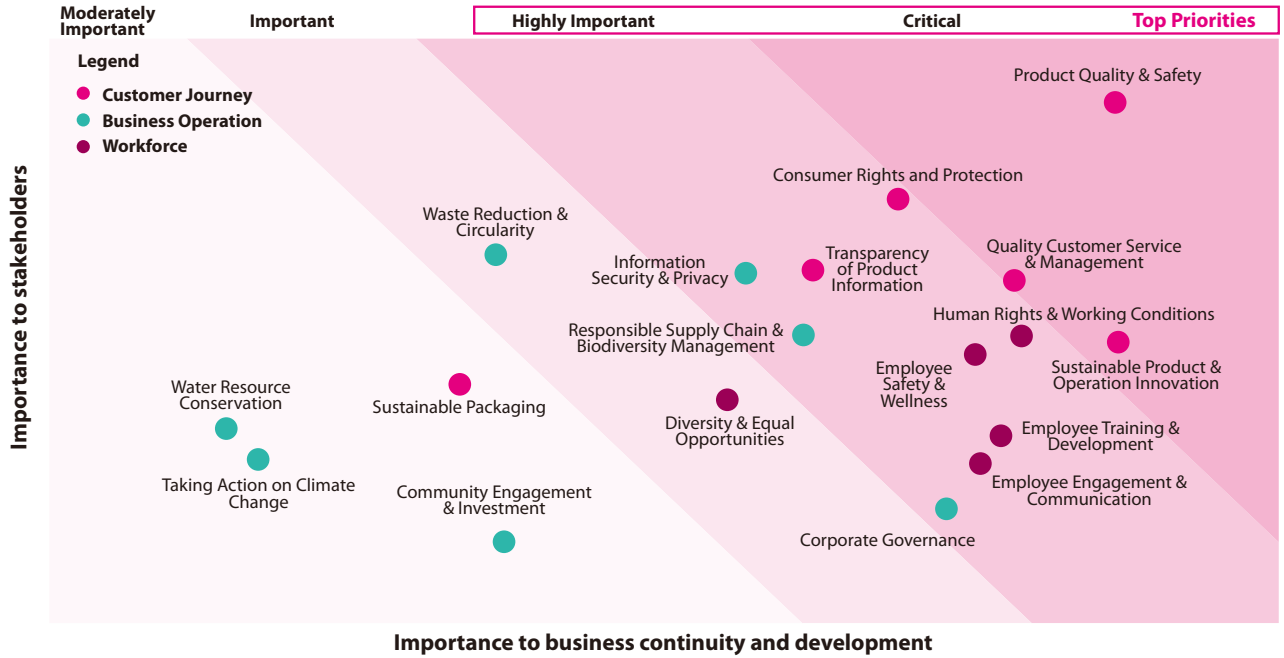 Moderately
Important
Important
Highly Important
Critical
Top Priorities
Legend
Customer Journey
Business Operation
Workforce
Importance to stakeholders
Product Quality & Safety
Consumer Rights and Protection
Waste Reduction &
Circularity
Information
Security & Privacy
Transparency
of Product
Information
Quality Customer Service
& Management
Responsible Supply Chain &
Biodiversity Management
Human Rights & Working Conditions
Employee
Safety &
Wellness
Sustainable Product &
Operation Innovation
Water Resource
Conservation
Sustainable Packaging
Diversity & Equal
Opportunities
Employee Training &
Development
Taking Action on Climate
Change
Community Engagement
& Investment
Employee Engagement &
Communication
Corporate Governance
Importance to business continuity and development